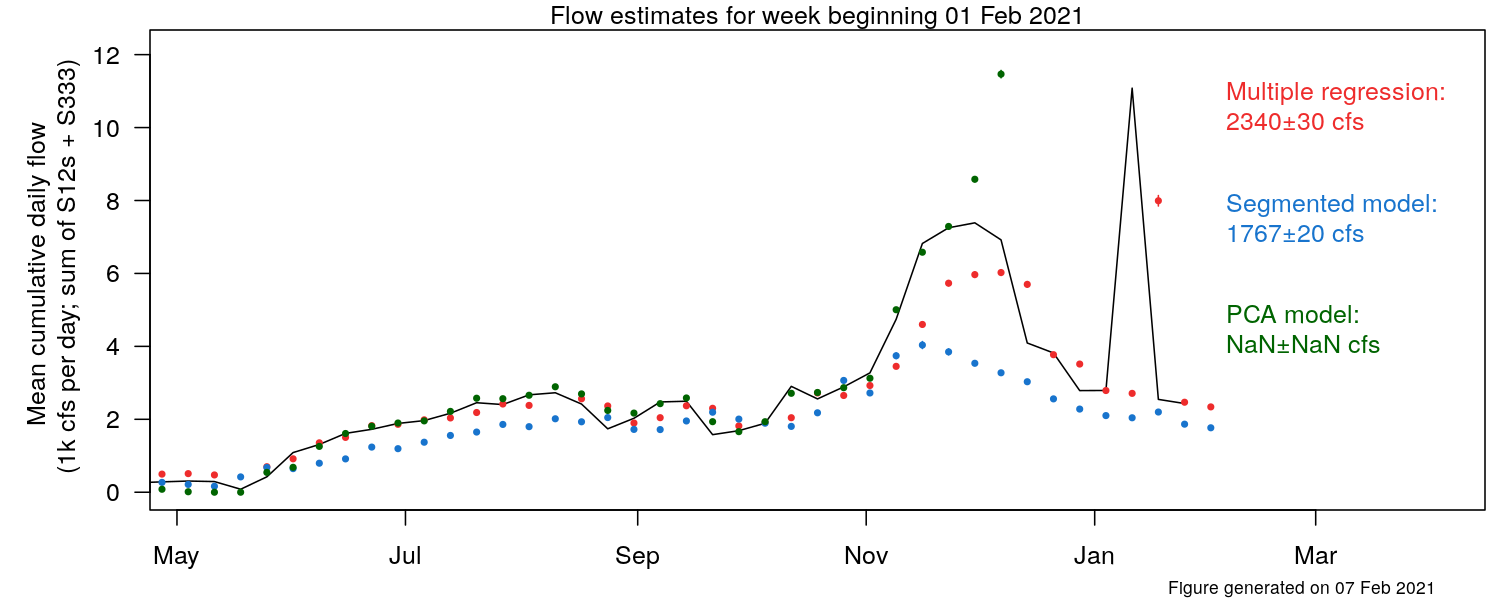 Flow estimates for week beginning 01 Feb 2021
Mean cumulative daily flow
(1k cfs per day; sum of S12s + S333)
12
10
8
6
4
2
0
Multiple regression:
2340±30 cfs
Segmented model:
1767±20 cfs
PCA model:
NaN±NaN cfs
May Jul Sep Nov Jan Mar
Figure generated on 07 Feb 2021